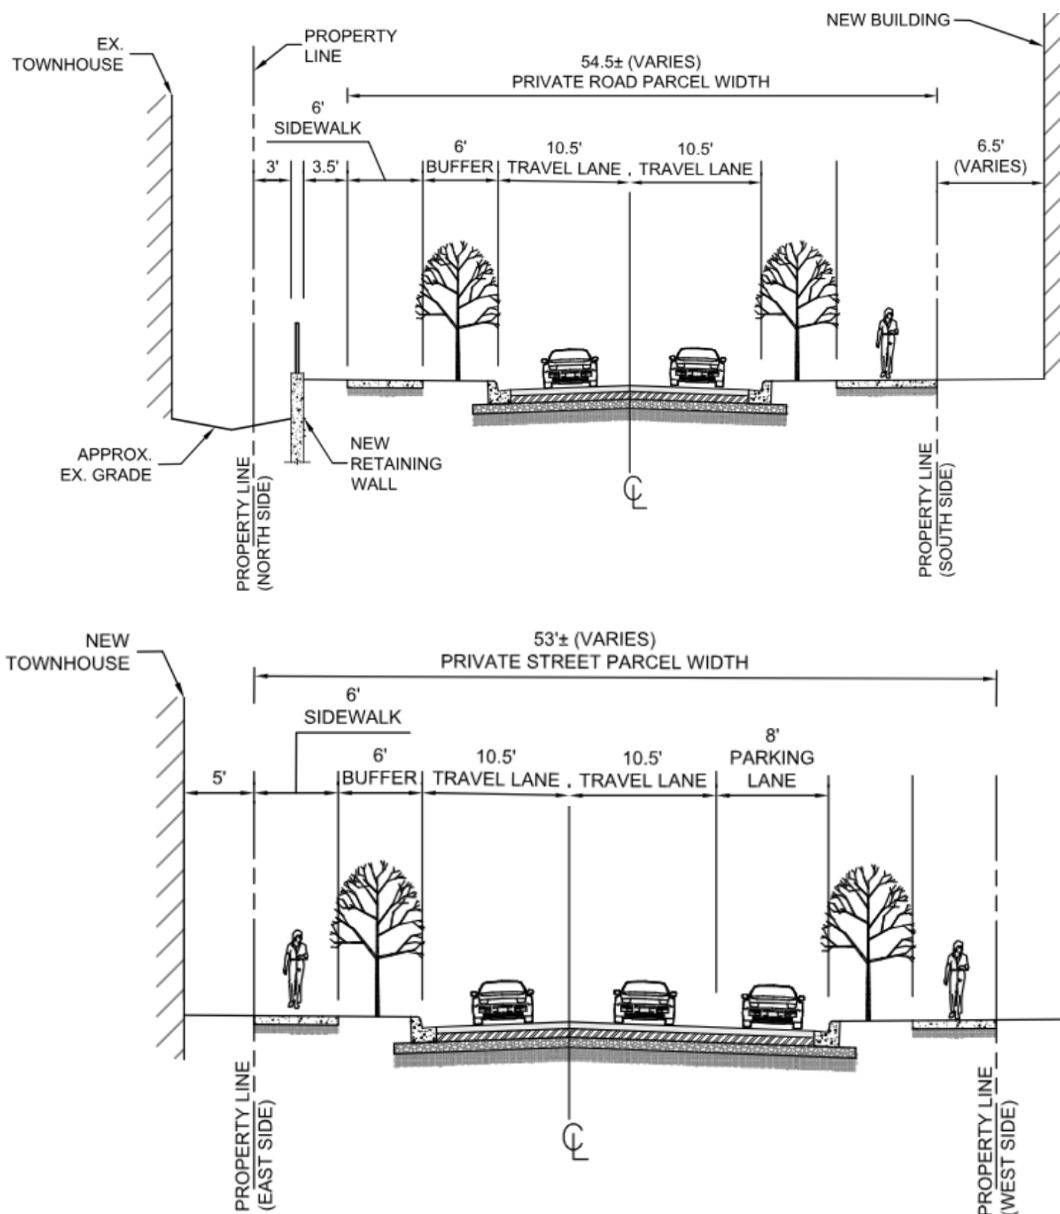 NEW BUILDING
EX.
TOWNHOUSE
PROPERTY
LINE
54.5± (VARIES)
PRIVATE ROAD PARCEL WIDTH
6'
SIDEWALK
3'
3.5'
6'
BUFFER
10.5'
TRAVEL LANE
10.5'
TRAVEL LANE
6.5'
(VARIES)
APPROX.
EX. GRADE
NEW
RETAINING
WALL
PROPERTY LINE
(NORTH SIDE)
CL
PROPERTY LINE
(SOUTH SIDE)
NEW
TOWNHOUSE
53'± (VARIES)
PRIVATE STREET PARCEL WIDTH
6'
SIDEWALK
5'
6'
BUFFER
10.5'
TRAVEL LANE
10.5'
TRAVEL LANE
8'
PARKING
LANE
PROPERTY LINE
(EAST SIDE)
CL
PROPERTY LINE
(WEST SIDE)